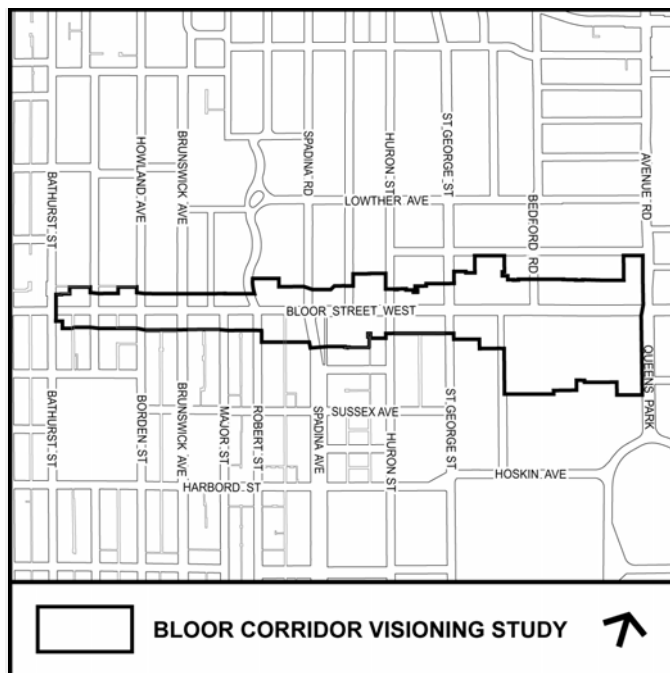 HOWLAND AVE
BRUNSWICK AVE
SPADINA RD
HURON ST
ST GEORGE ST
AVENUE RD
BATHURST ST
LOWTHER AVE
BEDFORD RD
BLOOR STREET WEST
QUEENS PARK
BATHURST ST
BORDEN ST
BRUNSWICK AVE
MAJOR ST
ROBERT ST
SPADINA AVE
SUSSEX AVE
HURON ST
ST GEORGE ST
HOSKIN AVE
HARBORD ST
BLOOR CORRIDOR VISIONING STUDY